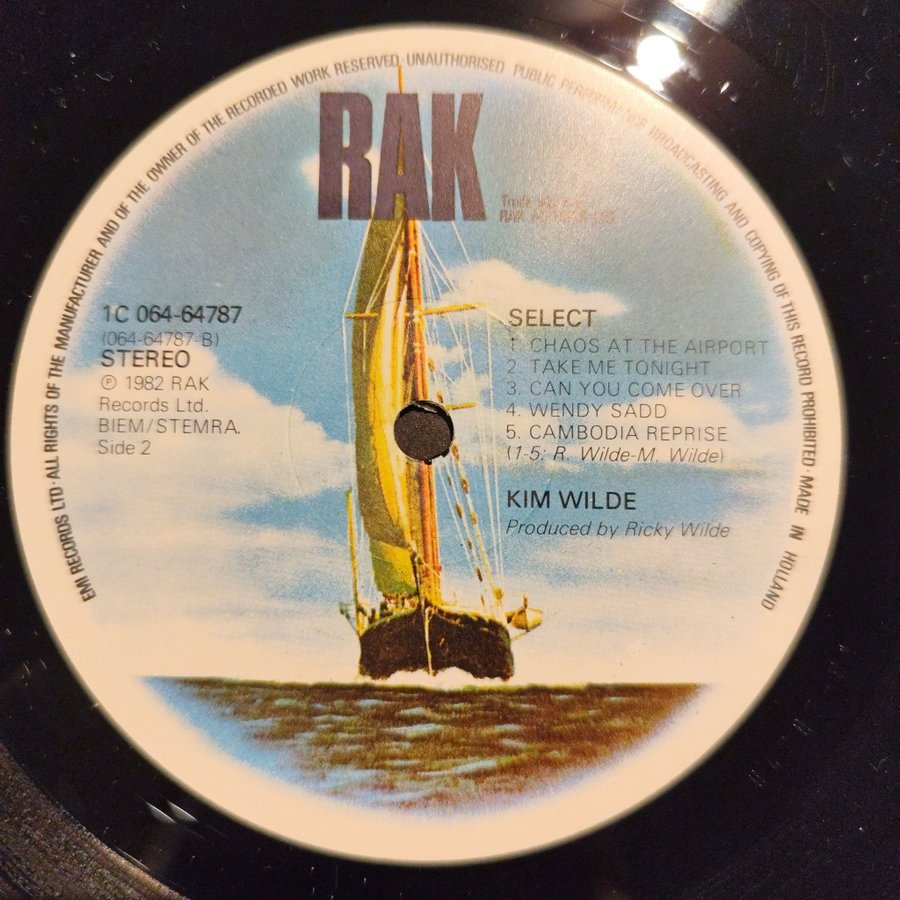 EMI RECORDS LTD · ALL RIGHTS OF THE MANUFACTURER AND OF THE OWNER OF THE RECORDED WORK RESERVED · UNAUTHORISED PUBLIC PERFORMANCE BROADCASTING AND COPYING OF THIS RECORD PROHIBITED · MADE IN HOLLAND
RAK
Trade
RAK
1C 064-64787
(064-64787-B)
STEREO
℗ 1982 RAK
Records Ltd.
BIEM/STEMRA.
Side 2
SELECT
1. CHAOS AT THE AIRPORT
2. TAKE ME TONIGHT
3. CAN YOU COME OVER
4. WENDY SADD
5. CAMBODIA REPRISE
(1-5: R. Wilde-M. Wilde)
KIM WILDE
Produced by Ricky Wilde